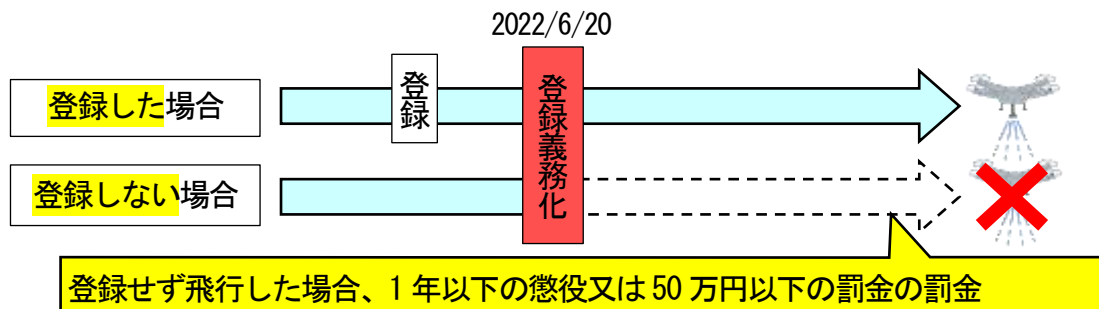 2022/6/20
登録した場合
登録
登録義務化
登録しない場合
登録せず飛行した場合、1年以下の懲役又は50万円以下の罰金の罰金